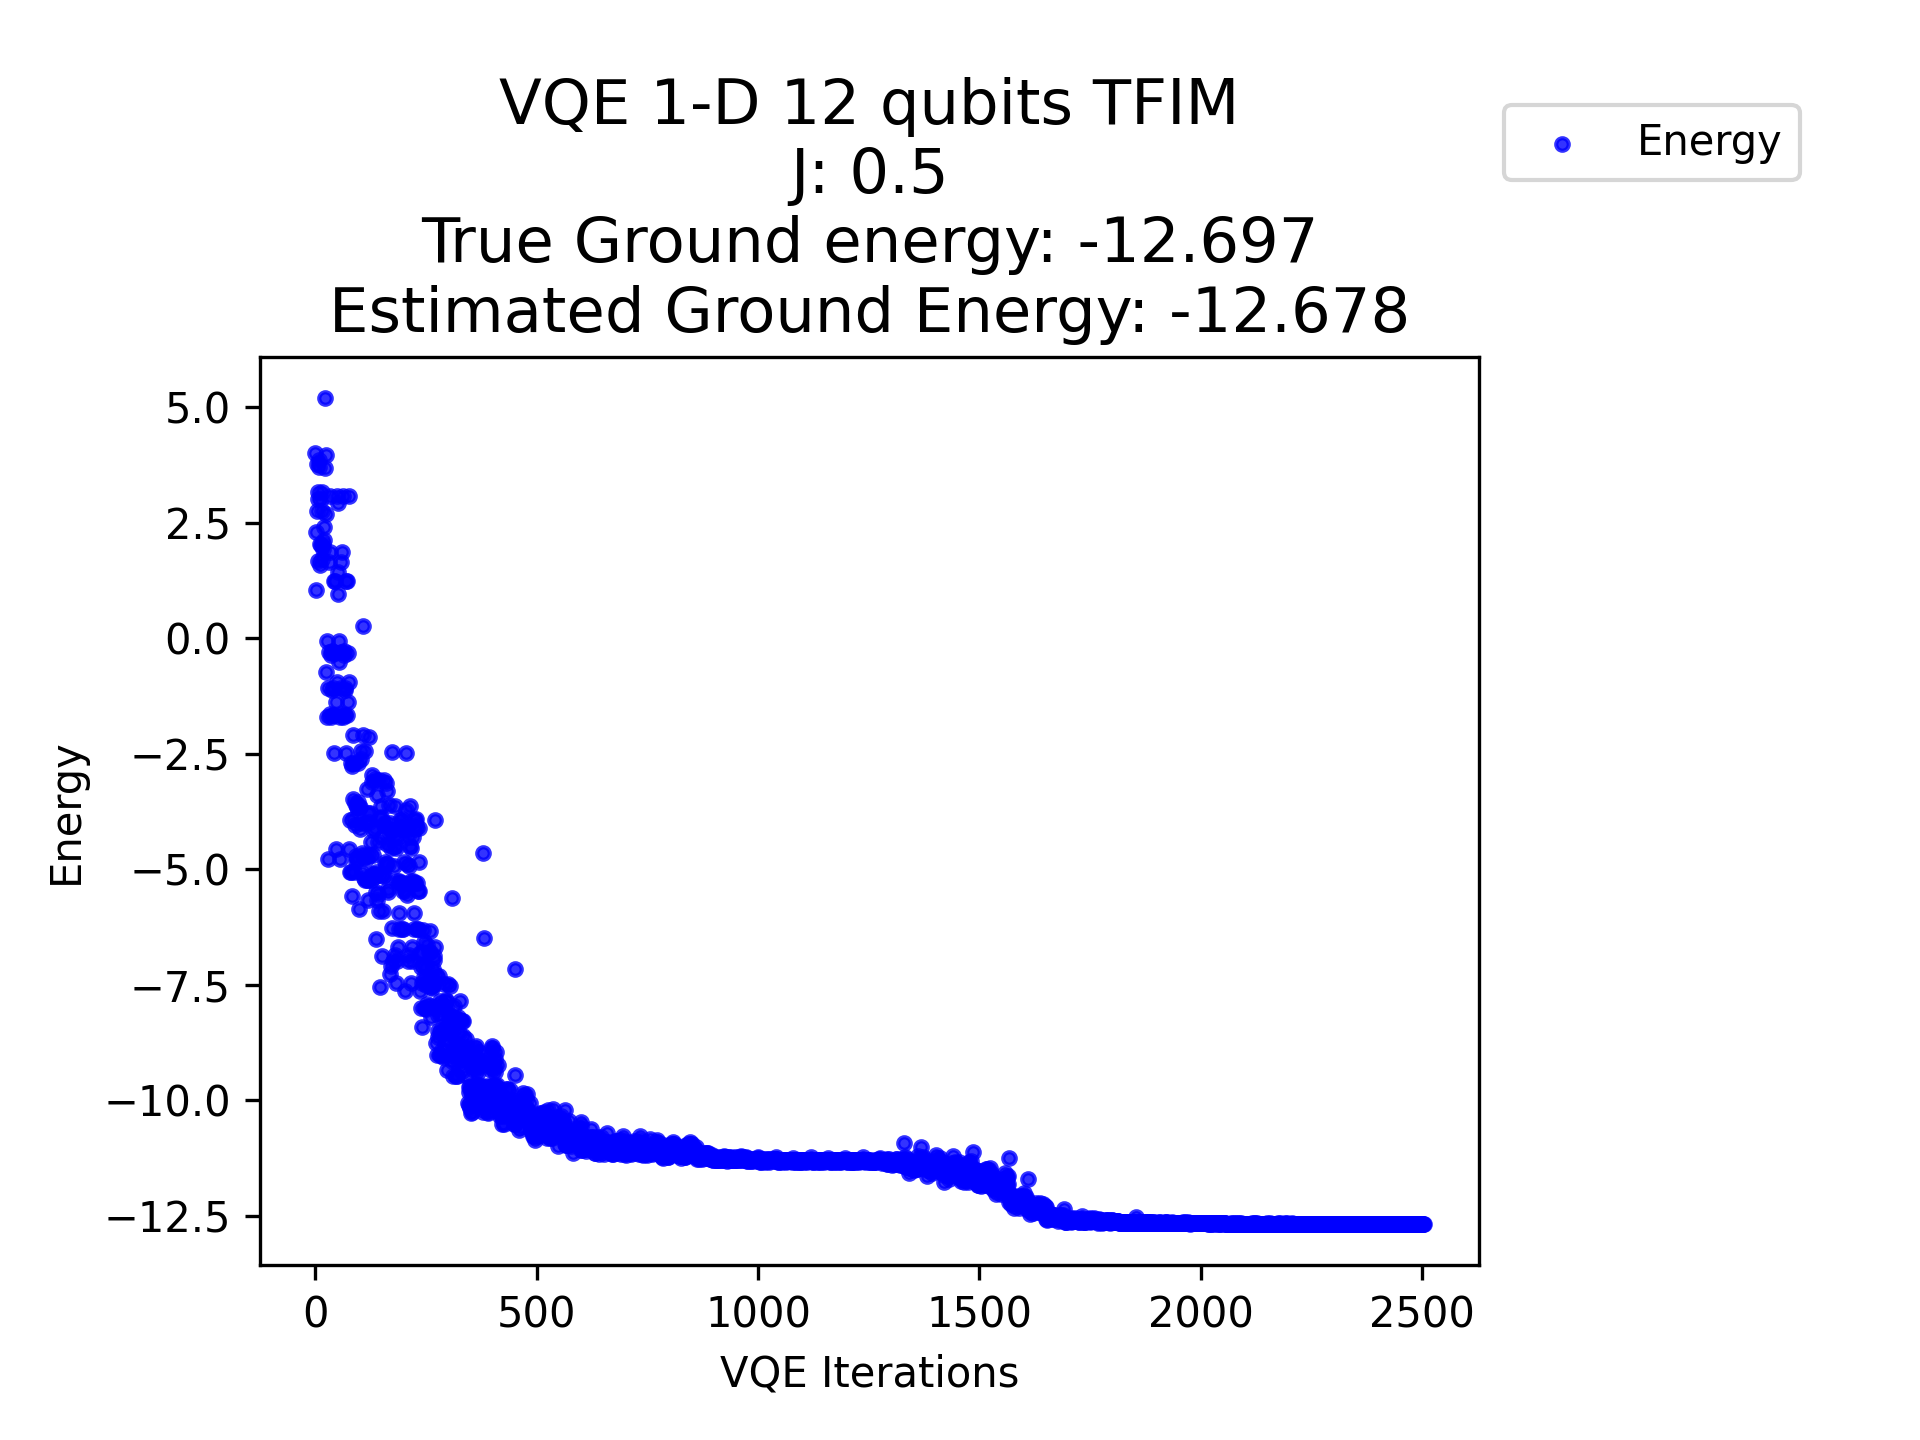 VQE 1-D 12 qubits TFIM
J: 0.5
True Ground energy: -12.697
Estimated Ground Energy: -12.678
Energy
5.0
2.5
0.0
−2.5
−5.0
−7.5
−10.0
−12.5
Energy
0 500 1000 1500 2000 2500
VQE Iterations